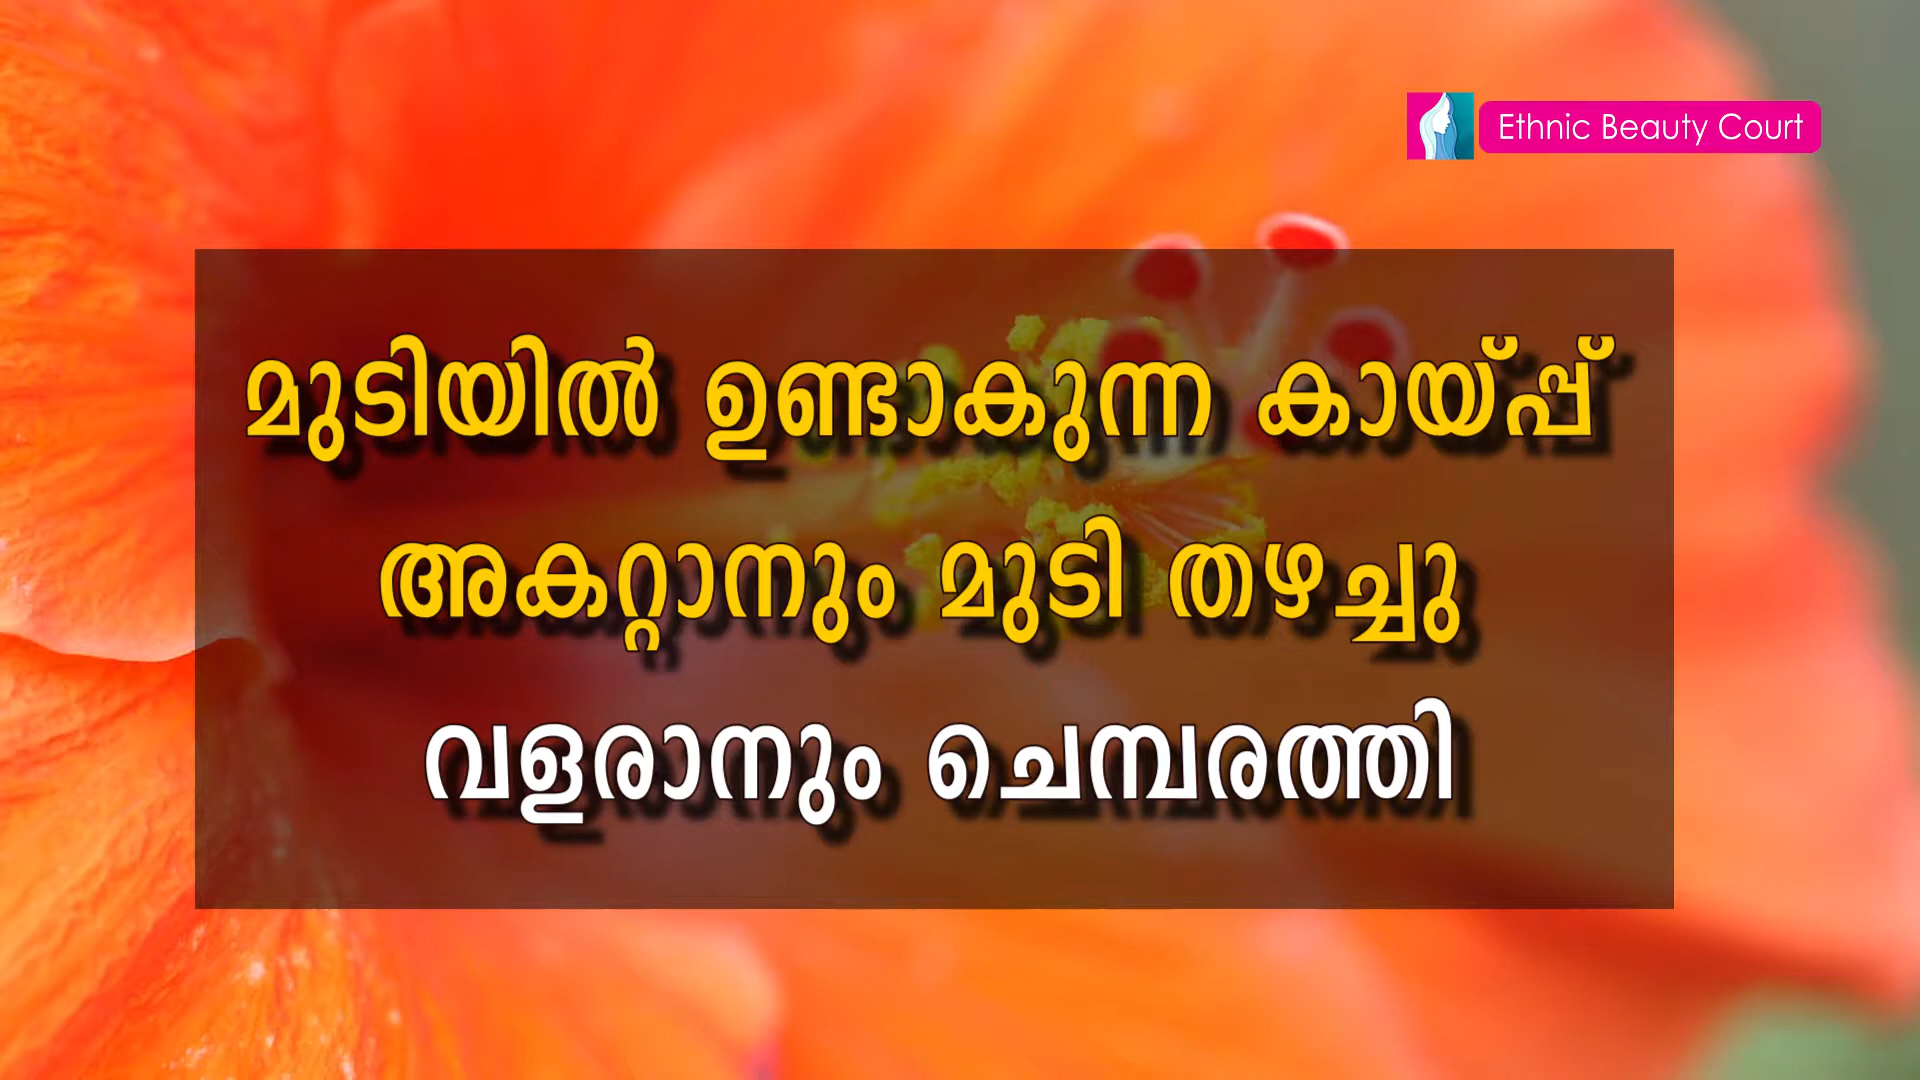 Ethnic Beauty Court
മുടിയിൽ ഉണ്ടാകുന്ന കായ്പ്പ്
അകറ്റാനും മുടി തഴച്ചു
വളരാനും ചെമ്പരത്തി